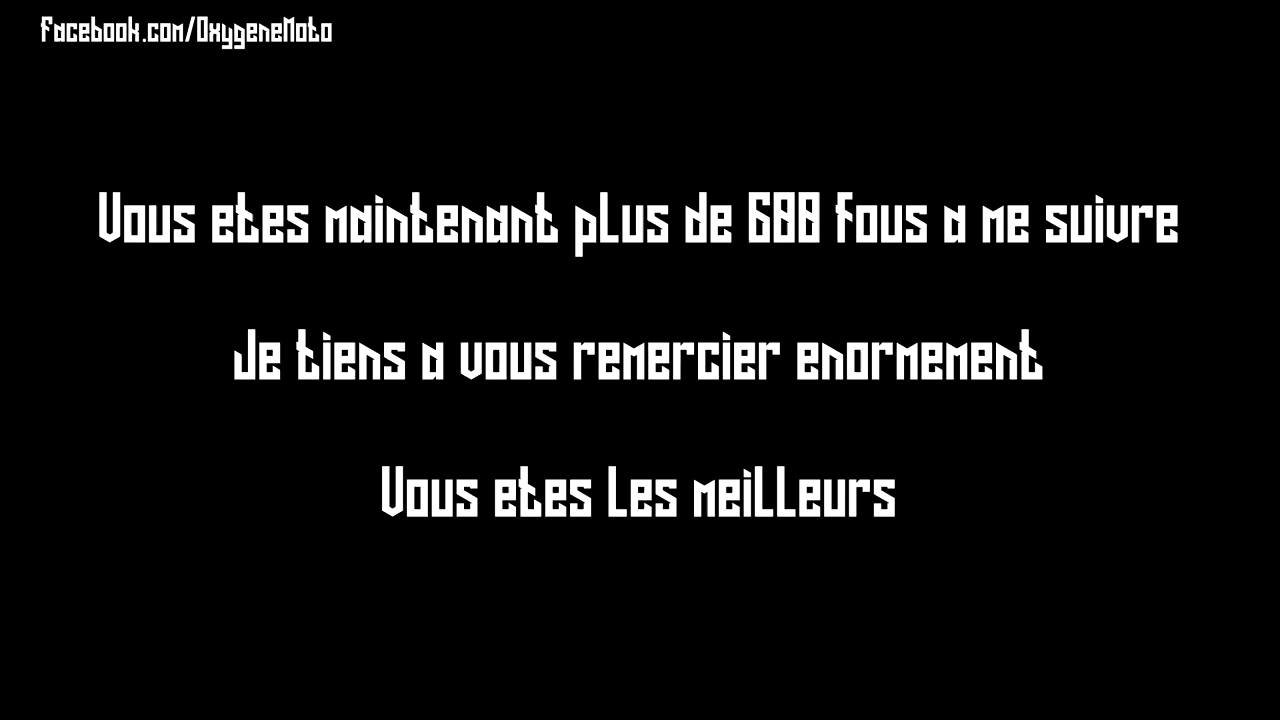 Facebook.com/OxygeneMoto
Vous etes maintenant plus de 600 fous a me suivre
Je tiens a vous remercier enormement
Vous etes les meilleurs